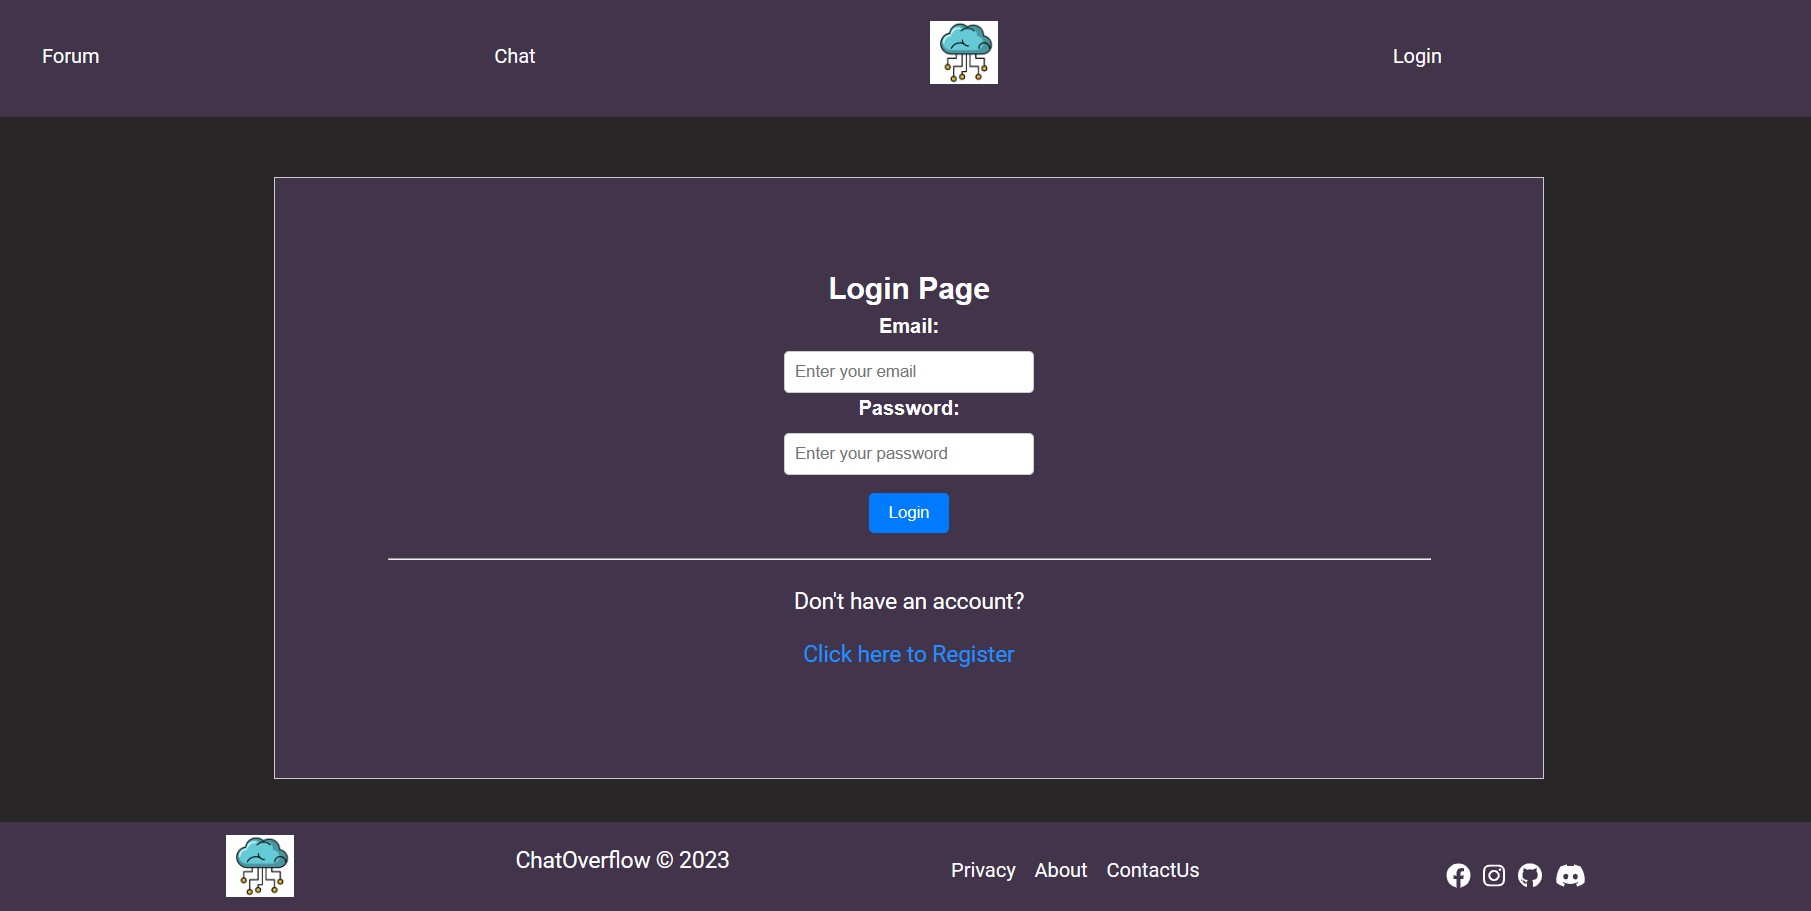 Forum Chat Login
Login Page
Email:
Enter your email
Password:
Enter your password
Login
Don't have an account?
Click here to Register
ChatOverflow © 2023
Privacy About ContactUs